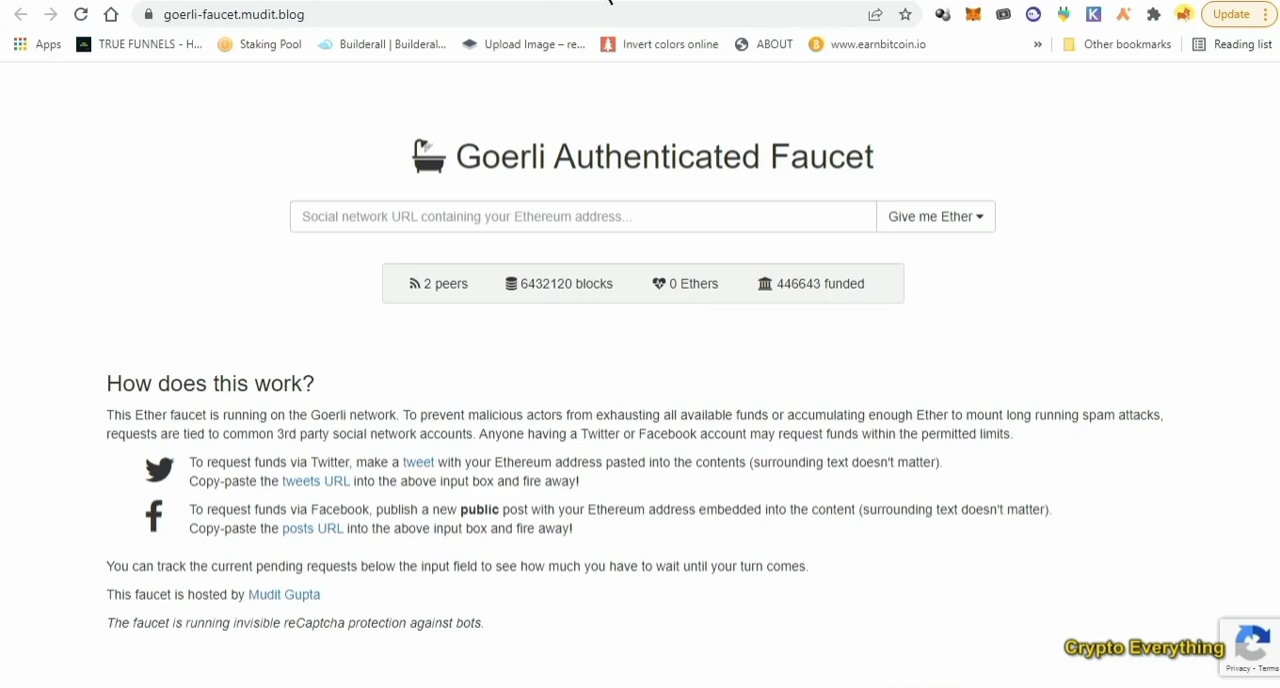 goerli-faucet.mudit.blog
Update
Apps
TRUE FUNNELS - H...
Staking Pool
Builderall | Builderal...
Upload Image – re...
Invert colors online
ABOUT
www.earnbitcoin.io
»
Other bookmarks
Reading list
Goerli Authenticated Faucet
Social network URL containing your Ethereum address...
Give me Ether
2 peers
6432120 blocks
0 Ethers
446643 funded
How does this work?
This Ether faucet is running on the Goerli network. To prevent malicious actors from exhausting all available funds or accumulating enough Ether to mount long running spam attacks,
requests are tied to common 3rd party social network accounts. Anyone having a Twitter or Facebook account may request funds within the permitted limits.
To request funds via Twitter, make a tweet with your Ethereum address pasted into the contents (surrounding text doesn't matter).
Copy-paste the tweets URL into the above input box and fire away!
To request funds via Facebook, publish a new public post with your Ethereum address embedded into the content (surrounding text doesn't matter).
Copy-paste the posts URL into the above input box and fire away!
You can track the current pending requests below the input field to see how much you have to wait until your turn comes.
This faucet is hosted by Mudit Gupta
The faucet is running invisible reCaptcha protection against bots.
Crypto Everything
Privacy - Terms